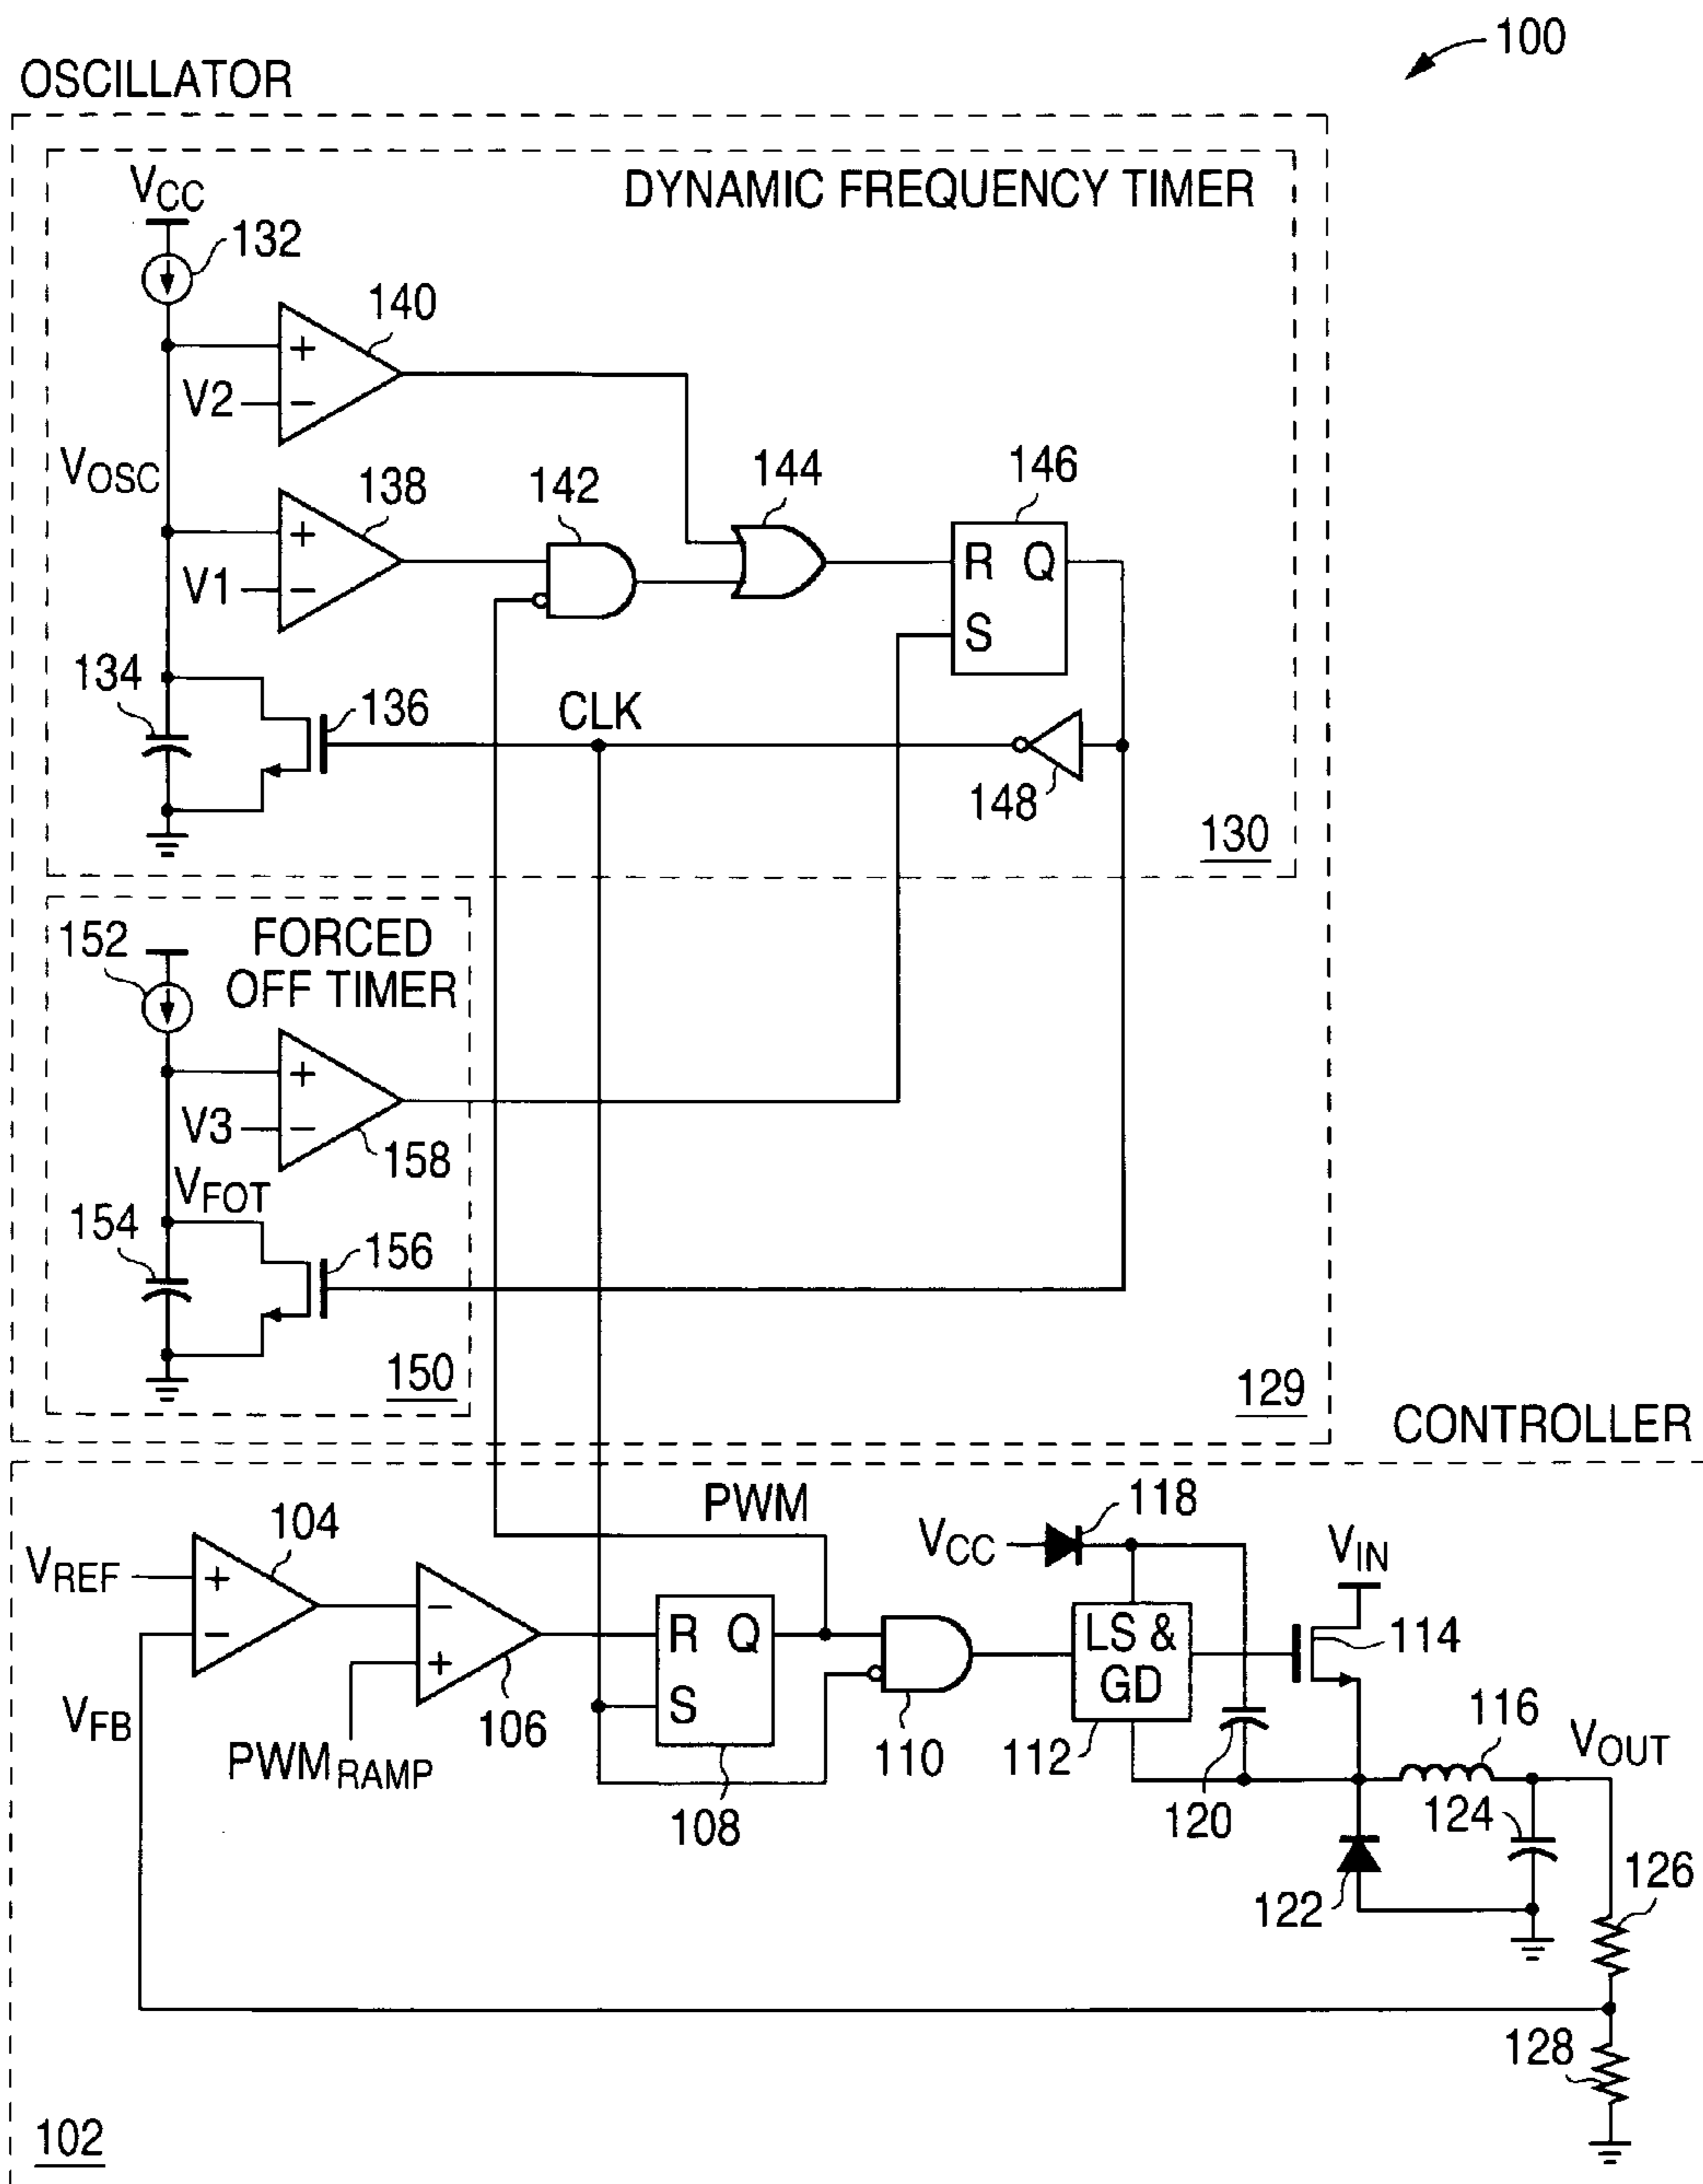 100
OSCILLATOR
DYNAMIC FREQUENCY TIMER
VCC
132
140
+
V2
−
VOSC
138
142
144
146
+
V1
−
R Q
S
134
136
CLK
148
130
152
FORCED
OFF TIMER
+
V3
−
158
VFOT
154
156
150
129
CONTROLLER
PWM
118
104
VCC
VIN
VREF
+
−
−
+
R Q
S
LS &
GD
114
VFB
106
110
112
116
VOUT
PWMRAMP
108
120
124
122
126
128
102